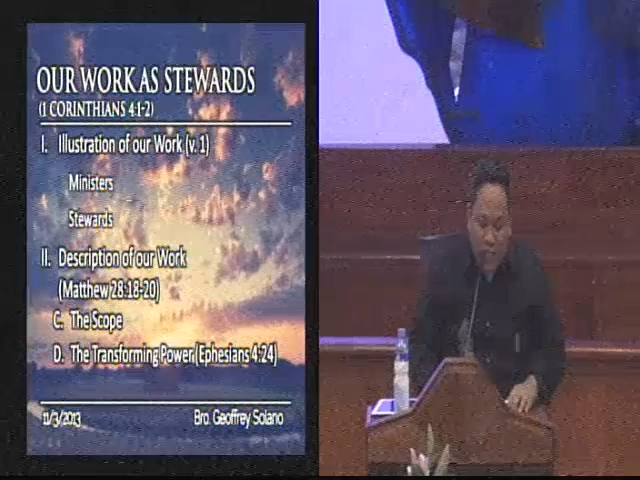 OUR WORK AS STEWARDS
(1 CORINTHIANS 4:1-2)
I. Illustration of our Work (v. 1)
Ministers
Stewards
II. Description of our Work
(Matthew 28:18-20)
C. The Scope
D. The Transforming Power (Ephesians 4:24)
11/3/2013
Bro. Geoffrey Solano